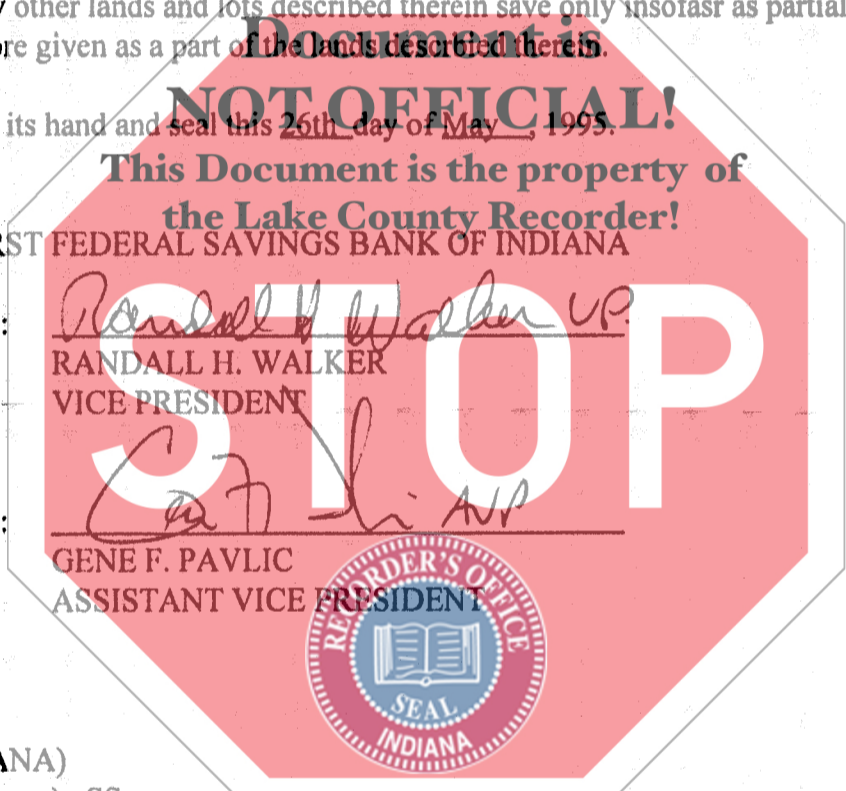 other lands and lots described therein save only insofasr as partial
re given as a part of the lands described therein.
Document is
its hand and seal this 26th day of May , 1995.
NOT OFFICIAL!
This Document is the property of
the Lake County Recorder!
ST FEDERAL SAVINGS BANK OF INDIANA
Randall H Walker VP
RANDALL H. WALKER
VICE PRESIDENT
STOP
AVP
GENE F. PAVLIC
ASSISTANT VICE PRESIDENT
RECORDER'S OFFICE
SEAL
INDIANA
ANA)